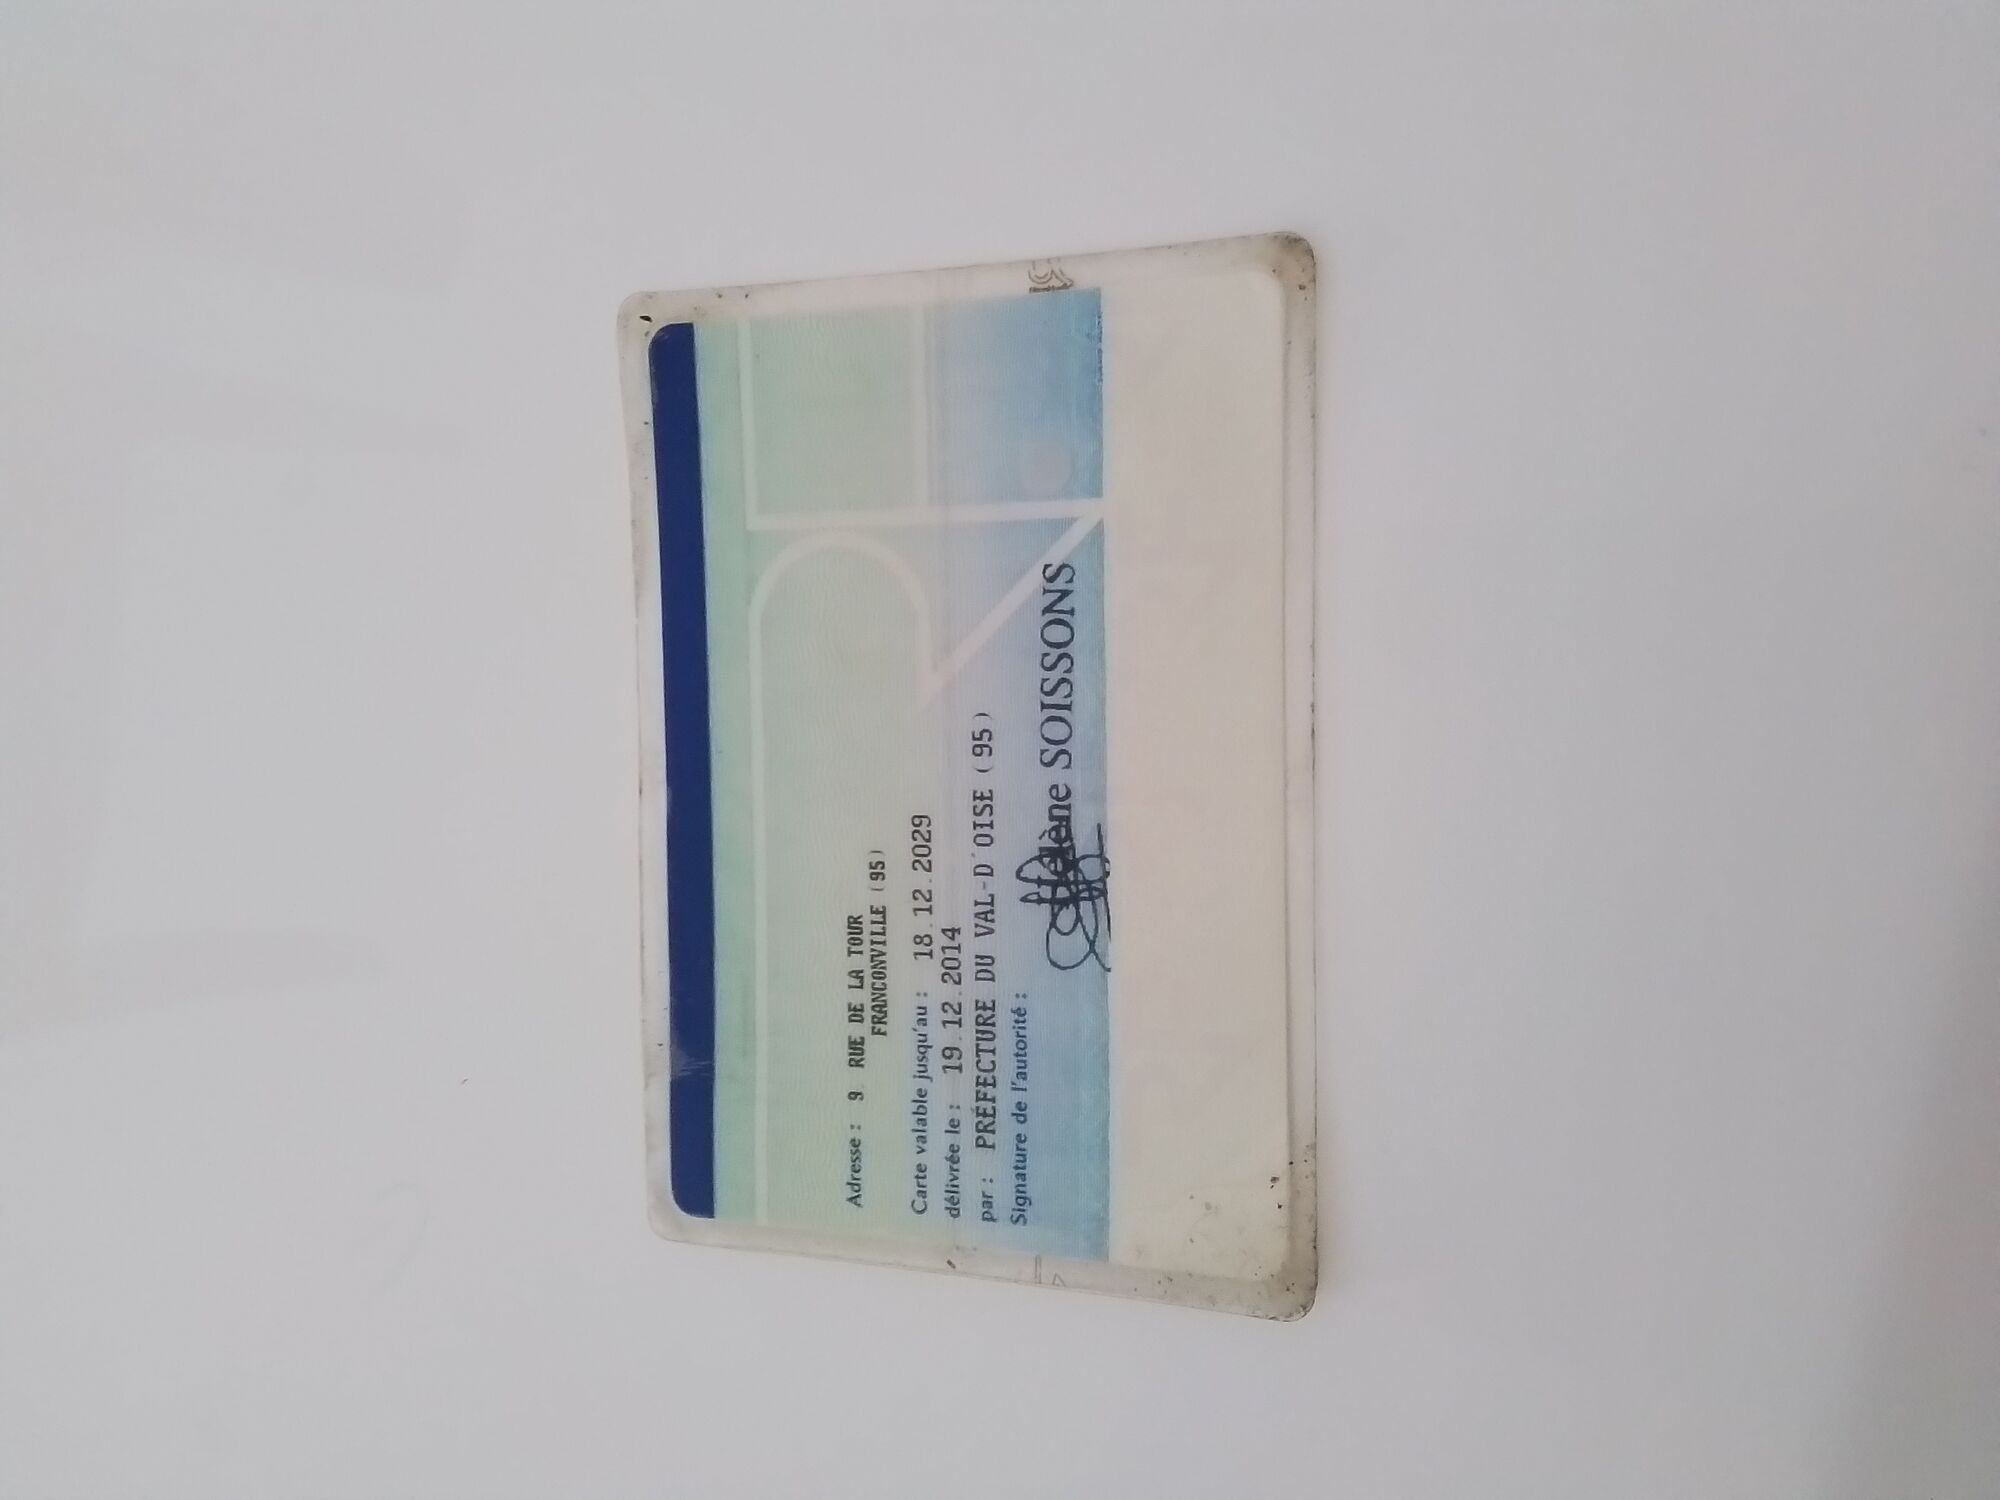 Adresse : 9 RUE DE LA TOUR
FRANCONVILLE (95)
Carte valable jusqu'au : 18.12.2029
délivrée le : 19.12.2014
par : PRÉFECTURE DU VAL-D'OISE (95)
Signature de l'autorité :
Hélène SOISSONS